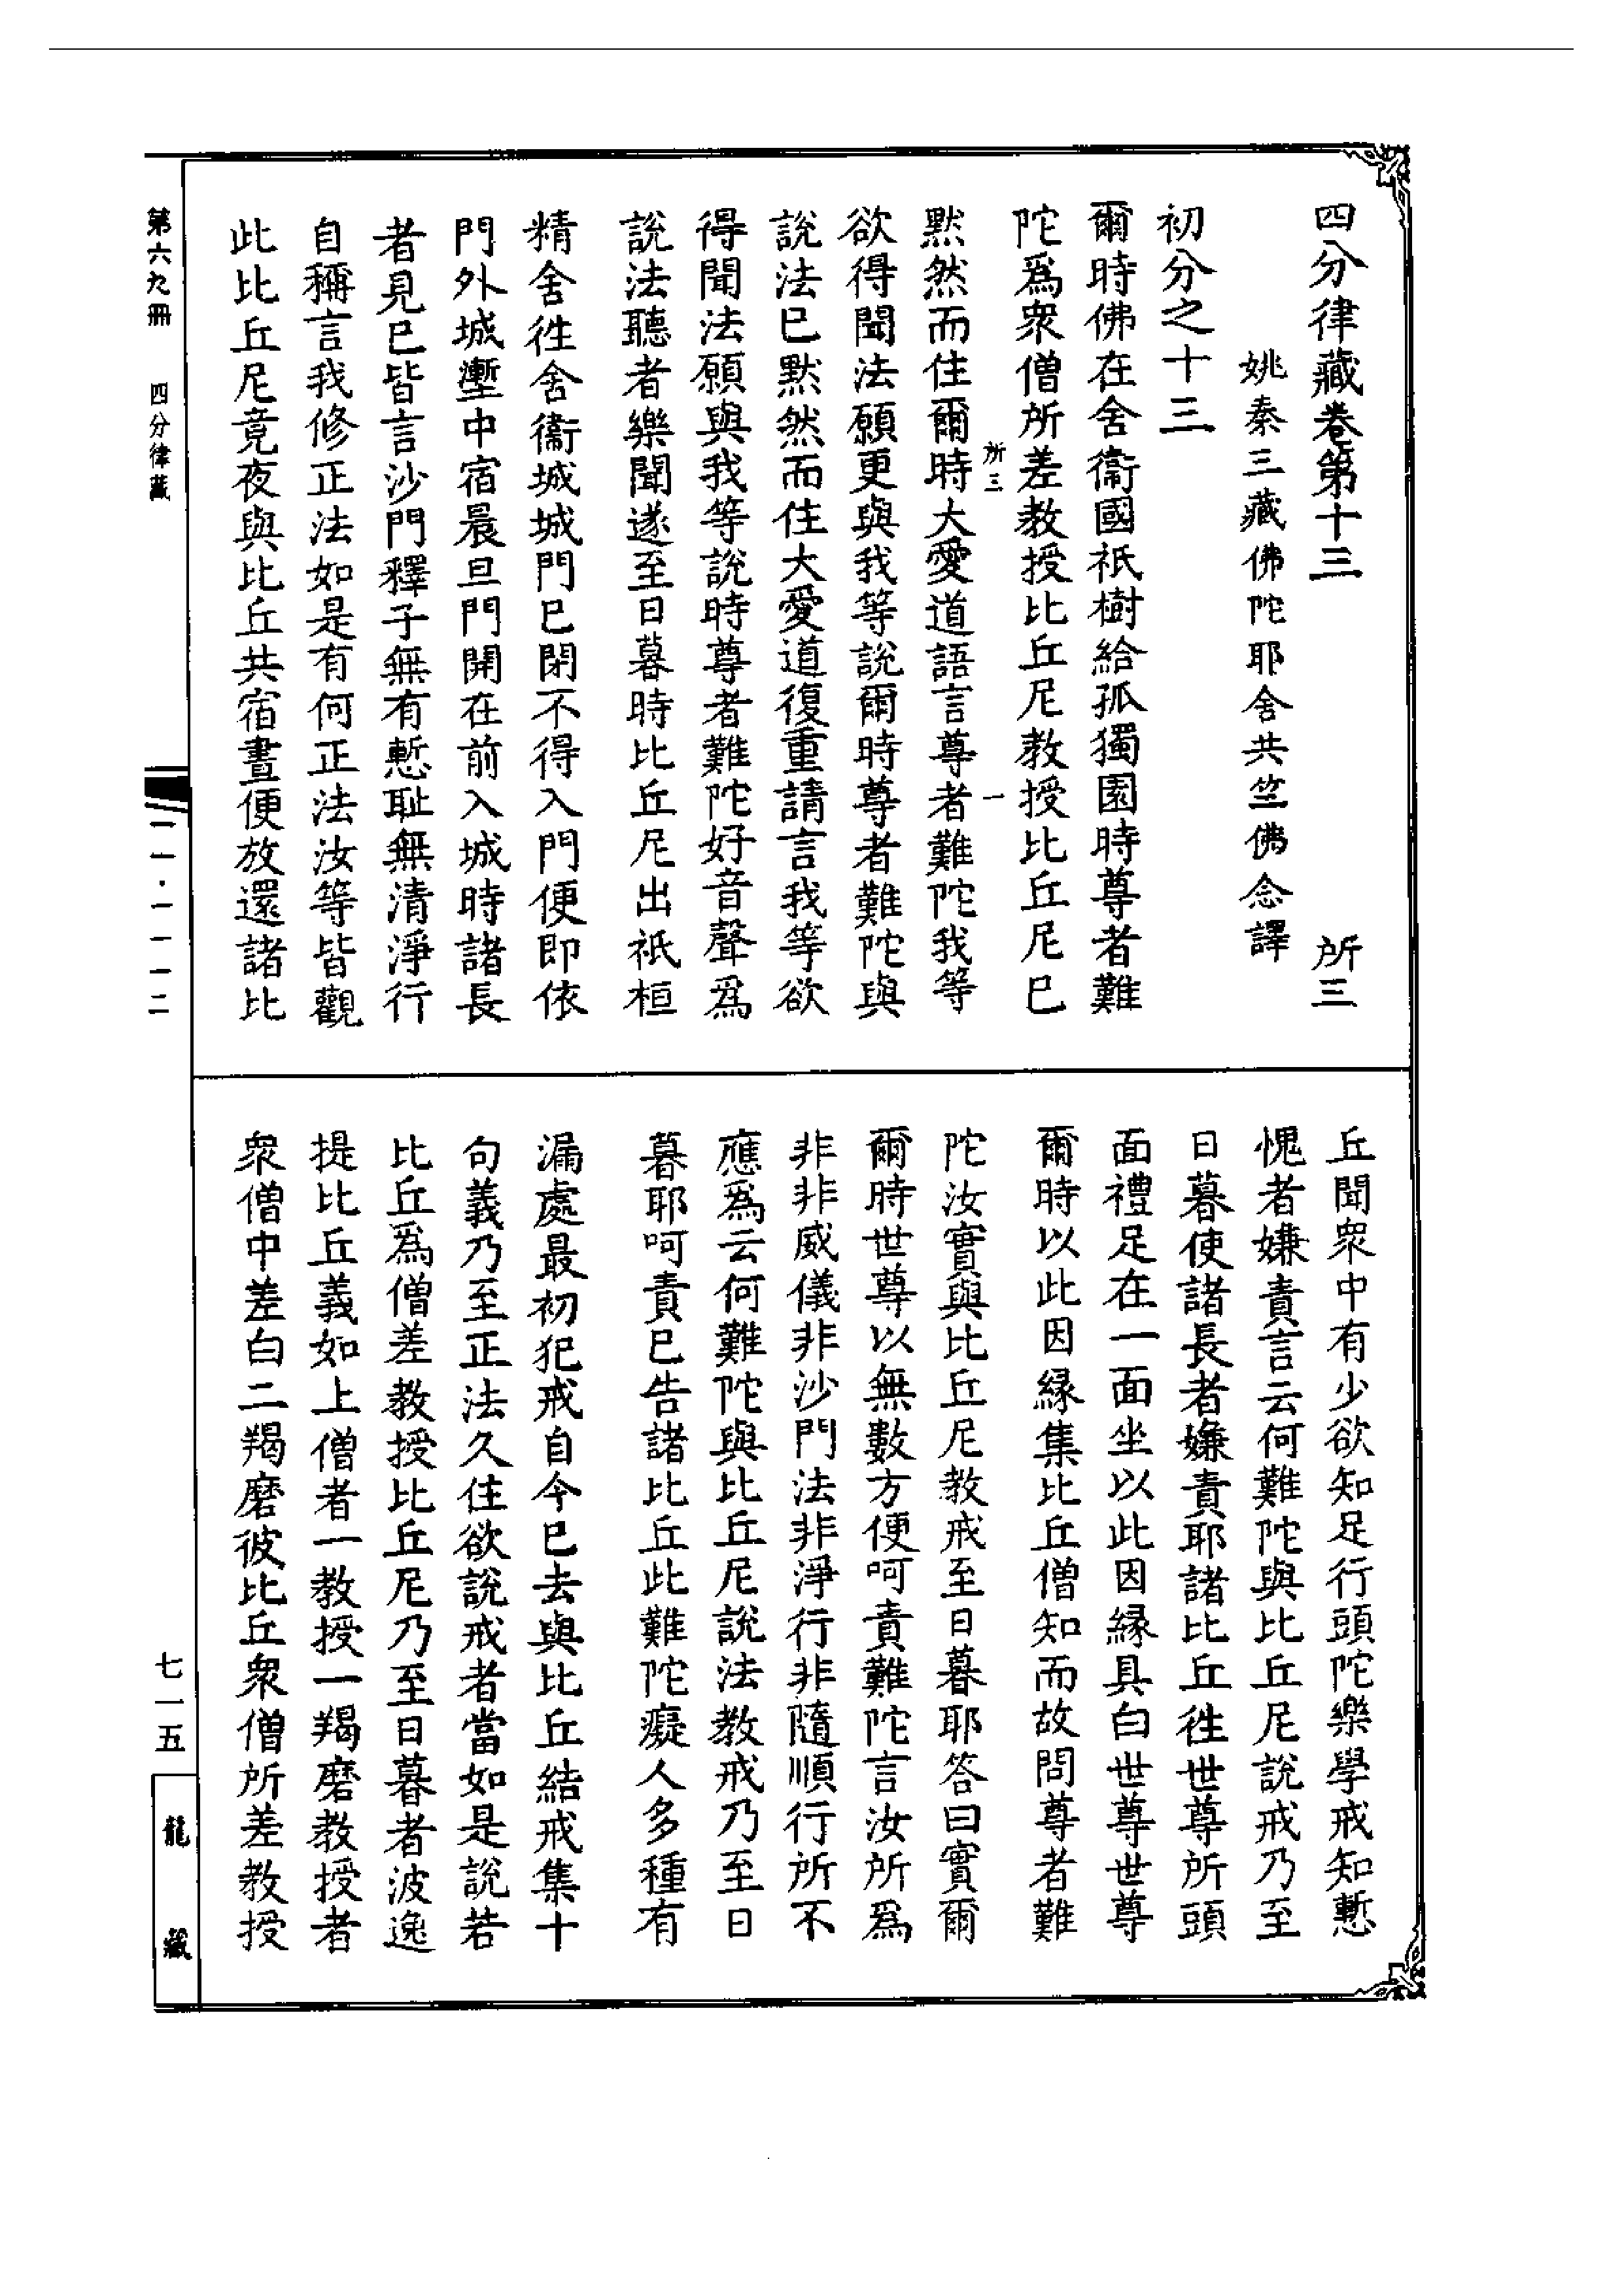 四分律藏卷第十三 所三
姚秦三藏佛陀耶舍共竺佛念譯
初分之十三
爾時佛在舍衞國祇樹給孤獨園時尊者難
陀爲衆僧所差教授比丘尼教授比丘尼已
所三 一
默然而住爾時大愛道語言尊者難陀我等
欲得聞法願更與我等說爾時尊者難陀與
說法已默然而住大愛道復重請言我等欲
得聞法願與我等說時尊者難陀好音聲爲
說法聽者樂聞遂至日暮時比丘尼出祇桓
精舍徃舍衞城城門已閉不得入門便即依
門外城壍中宿晨旦門開在前入城時諸長
者見已皆言沙門釋子無有慙耻無清淨行
自稱言我修正法如是有何正法汝等皆觀
此比丘尼竟夜與比丘共宿晝便放還諸比
丘聞衆中有少欲知足行頭陀樂學戒知慙
愧者嫌責言云何難陀與比丘尼說戒乃至
日暮使諸長者嫌責耶諸比丘徃世尊所頭
面禮足在一面坐以此因緣具白世尊世尊
爾時以此因緣集比丘僧知而故問尊者難
陀汝實與比丘尼教戒至日暮耶答曰實爾
爾時世尊以無數方便呵責難陀言汝所爲
非非威儀非沙門法非淨行非隨順行所不
應爲云何難陀與比丘尼說法教戒乃至日
暮耶呵責已告諸比丘此難陀癡人多種有
漏處最初犯戒自今已去與比丘結戒集十
句義乃至正法久住欲說戒者當如是說若
比丘爲僧差教授比丘尼乃至日暮者波逸
提比丘義如上僧者一教授一羯磨教授者
衆僧中差白二羯磨彼比丘衆僧所差教授
第六九冊 四分律藏
一一·一一一二
七一五
龍藏